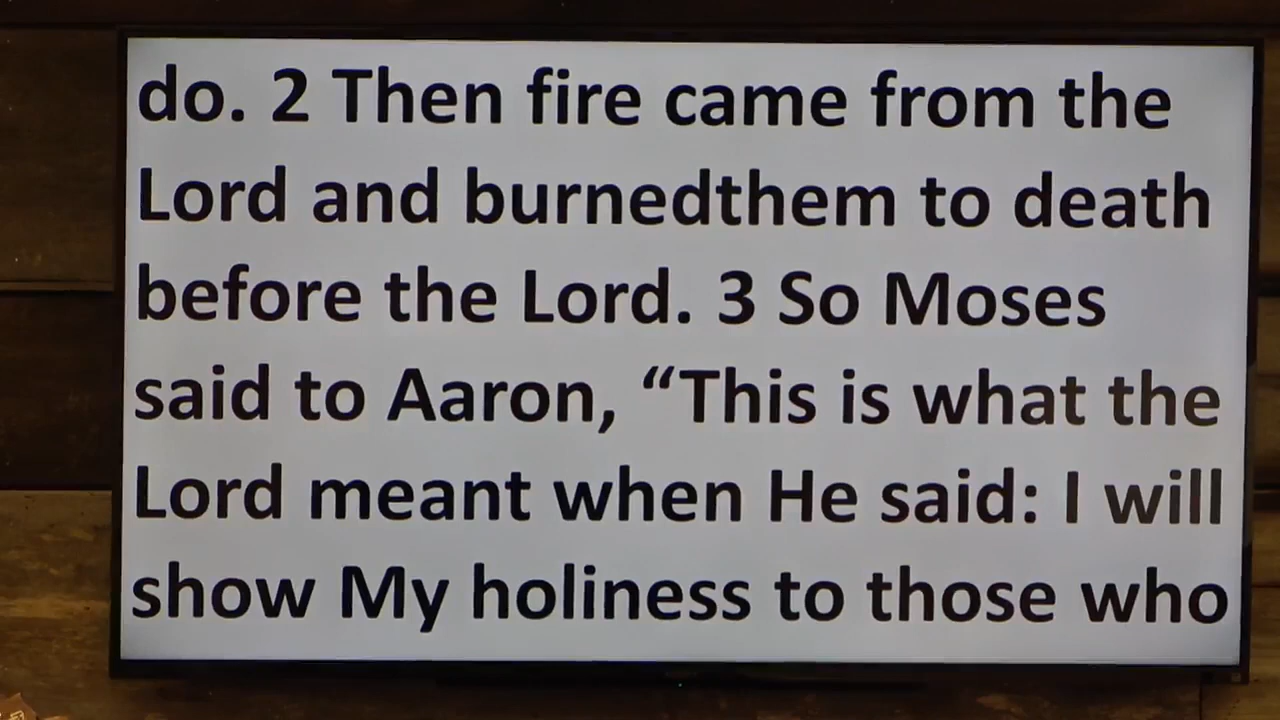 do. 2 Then fire came from the
Lord and burnedthem to death
before the Lord. 3 So Moses
said to Aaron, “This is what the
Lord meant when He said: I will
show My holiness to those who